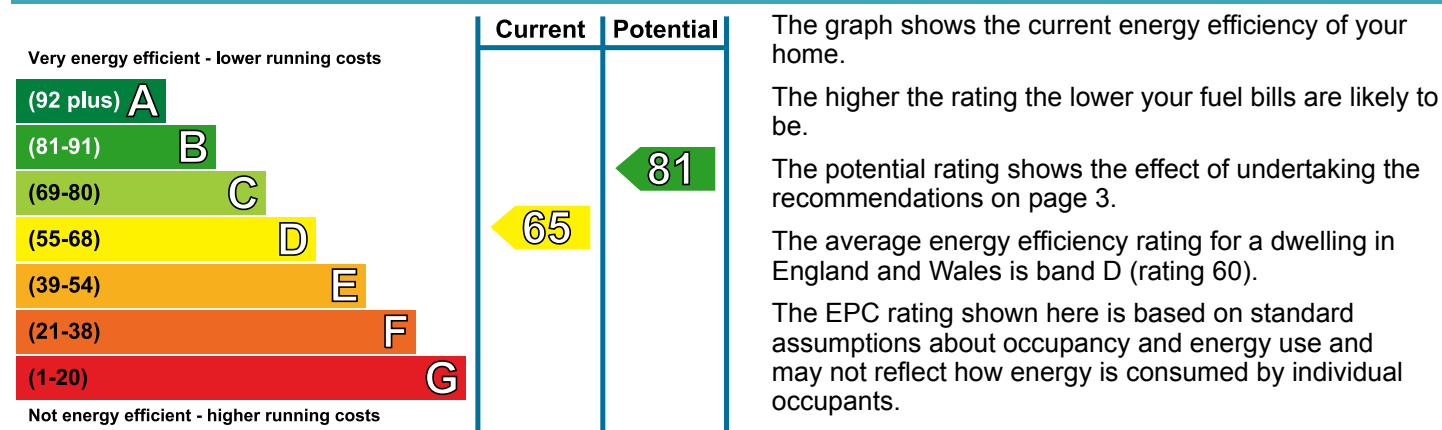 Current Potential
Very energy efficient - lower running costs
(92 plus) A
(81-91) B
(69-80) C
(55-68) D
(39-54) E
(21-38) F
(1-20) G
Not energy efficient - higher running costs
65
81
The graph shows the current energy efficiency of your
home.
The higher the rating the lower your fuel bills are likely to
be.
The potential rating shows the effect of undertaking the
recommendations on page 3.
The average energy efficiency rating for a dwelling in
England and Wales is band D (rating 60).
The EPC rating shown here is based on standard
assumptions about occupancy and energy use and
may not reflect how energy is consumed by individual
occupants.